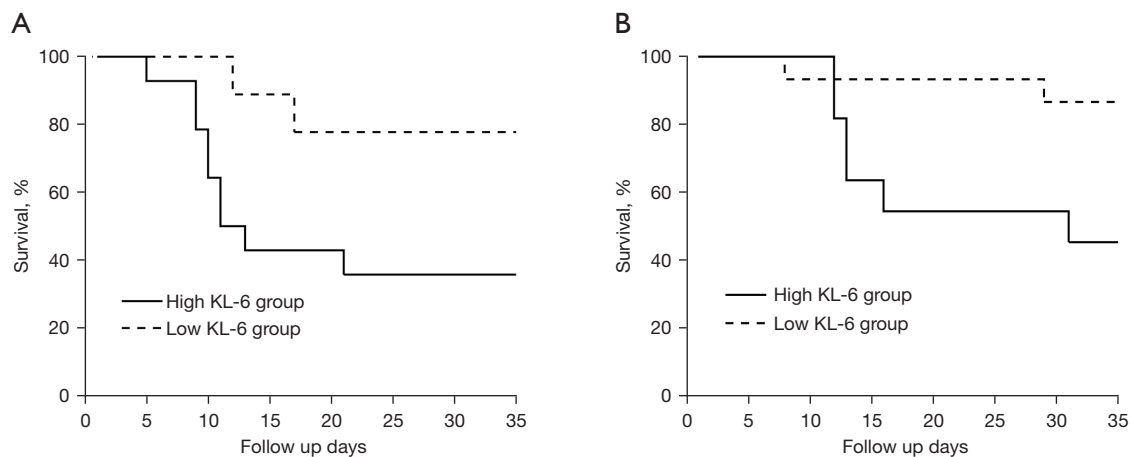 A
100
80
60
40
20
0
Survival, %
High KL-6 group
Low KL-6 group
0 5 10 15 20 25 30 35
Follow up days
B
100
80
60
40
20
0
Survival, %
High KL-6 group
Low KL-6 group
0 5 10 15 20 25 30 35
Follow up days